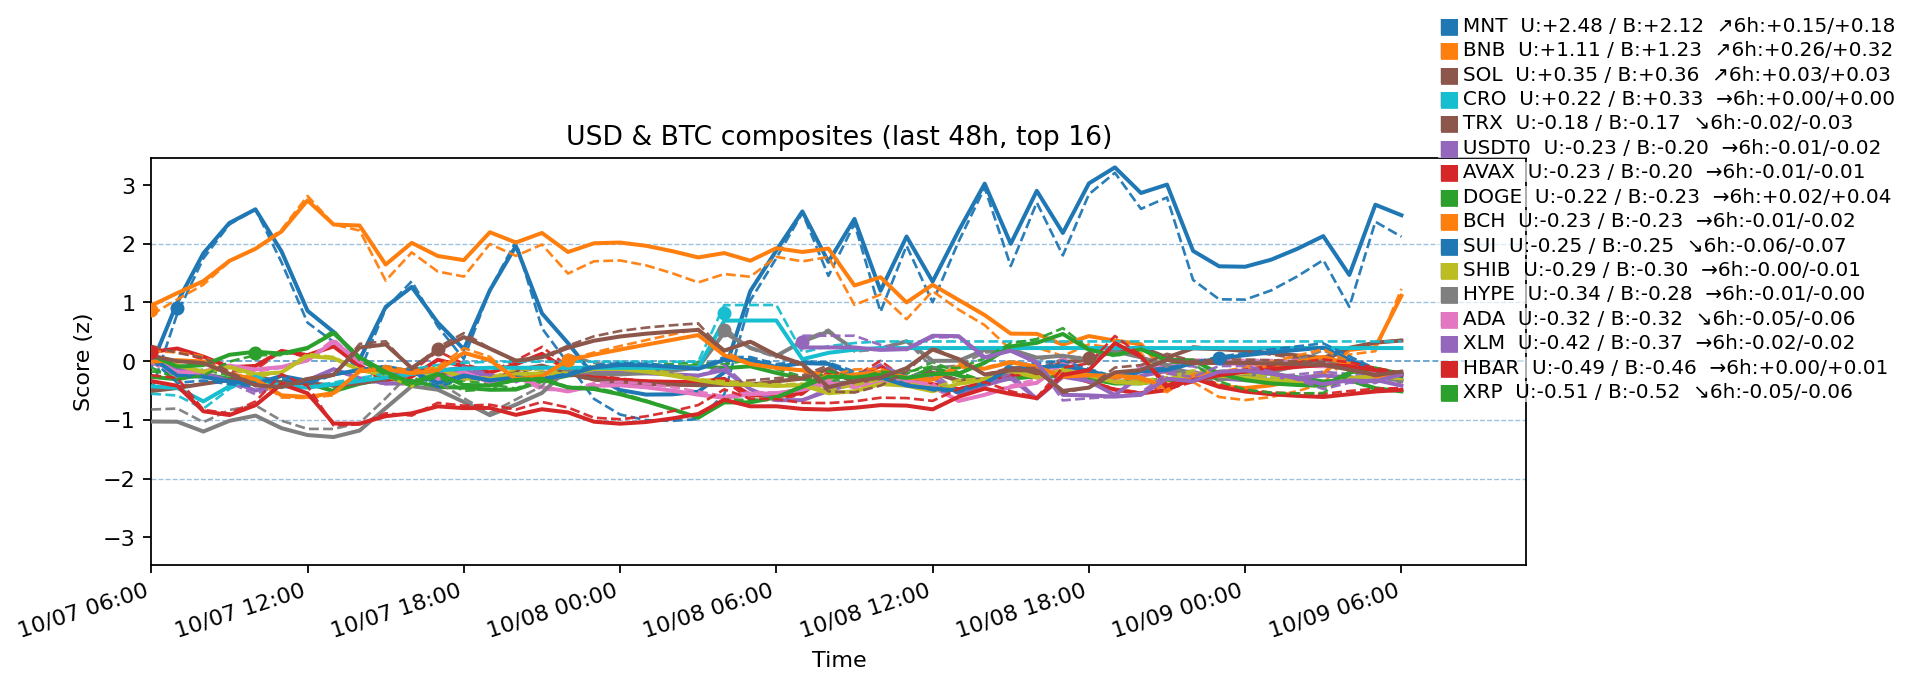 MNT  U:+2.48 / B:+2.12  ↗6h:+0.15/+0.18
BNB  U:+1.11 / B:+1.23  ↗6h:+0.26/+0.32
SOL  U:+0.35 / B:+0.36  ↗6h:+0.03/+0.03
CRO  U:+0.22 / B:+0.33  →6h:+0.00/+0.00
TRX  U:-0.18 / B:-0.17  ↘6h:-0.02/-0.03
USDT0  U:-0.23 / B:-0.20  →6h:-0.01/-0.02
AVAX  U:-0.23 / B:-0.20  →6h:-0.01/-0.01
DOGE  U:-0.22 / B:-0.23  →6h:+0.02/+0.04
BCH  U:-0.23 / B:-0.23  →6h:-0.01/-0.02
SUI  U:-0.25 / B:-0.25  ↘6h:-0.06/-0.07
SHIB  U:-0.29 / B:-0.30  →6h:-0.00/-0.01
HYPE  U:-0.34 / B:-0.28  →6h:-0.01/-0.00
ADA  U:-0.32 / B:-0.32  ↘6h:-0.05/-0.06
XLM  U:-0.42 / B:-0.37  →6h:-0.02/-0.02
HBAR  U:-0.49 / B:-0.46  →6h:+0.00/+0.01
XRP  U:-0.51 / B:-0.52  ↘6h:-0.05/-0.06
USD & BTC composites (last 48h, top 16)
Score (z)
3
2
1
0
−1
−2
−3
10/07 06:00
10/07 12:00
10/07 18:00
10/08 00:00
10/08 06:00
10/08 12:00
10/08 18:00
10/09 00:00
10/09 06:00
Time